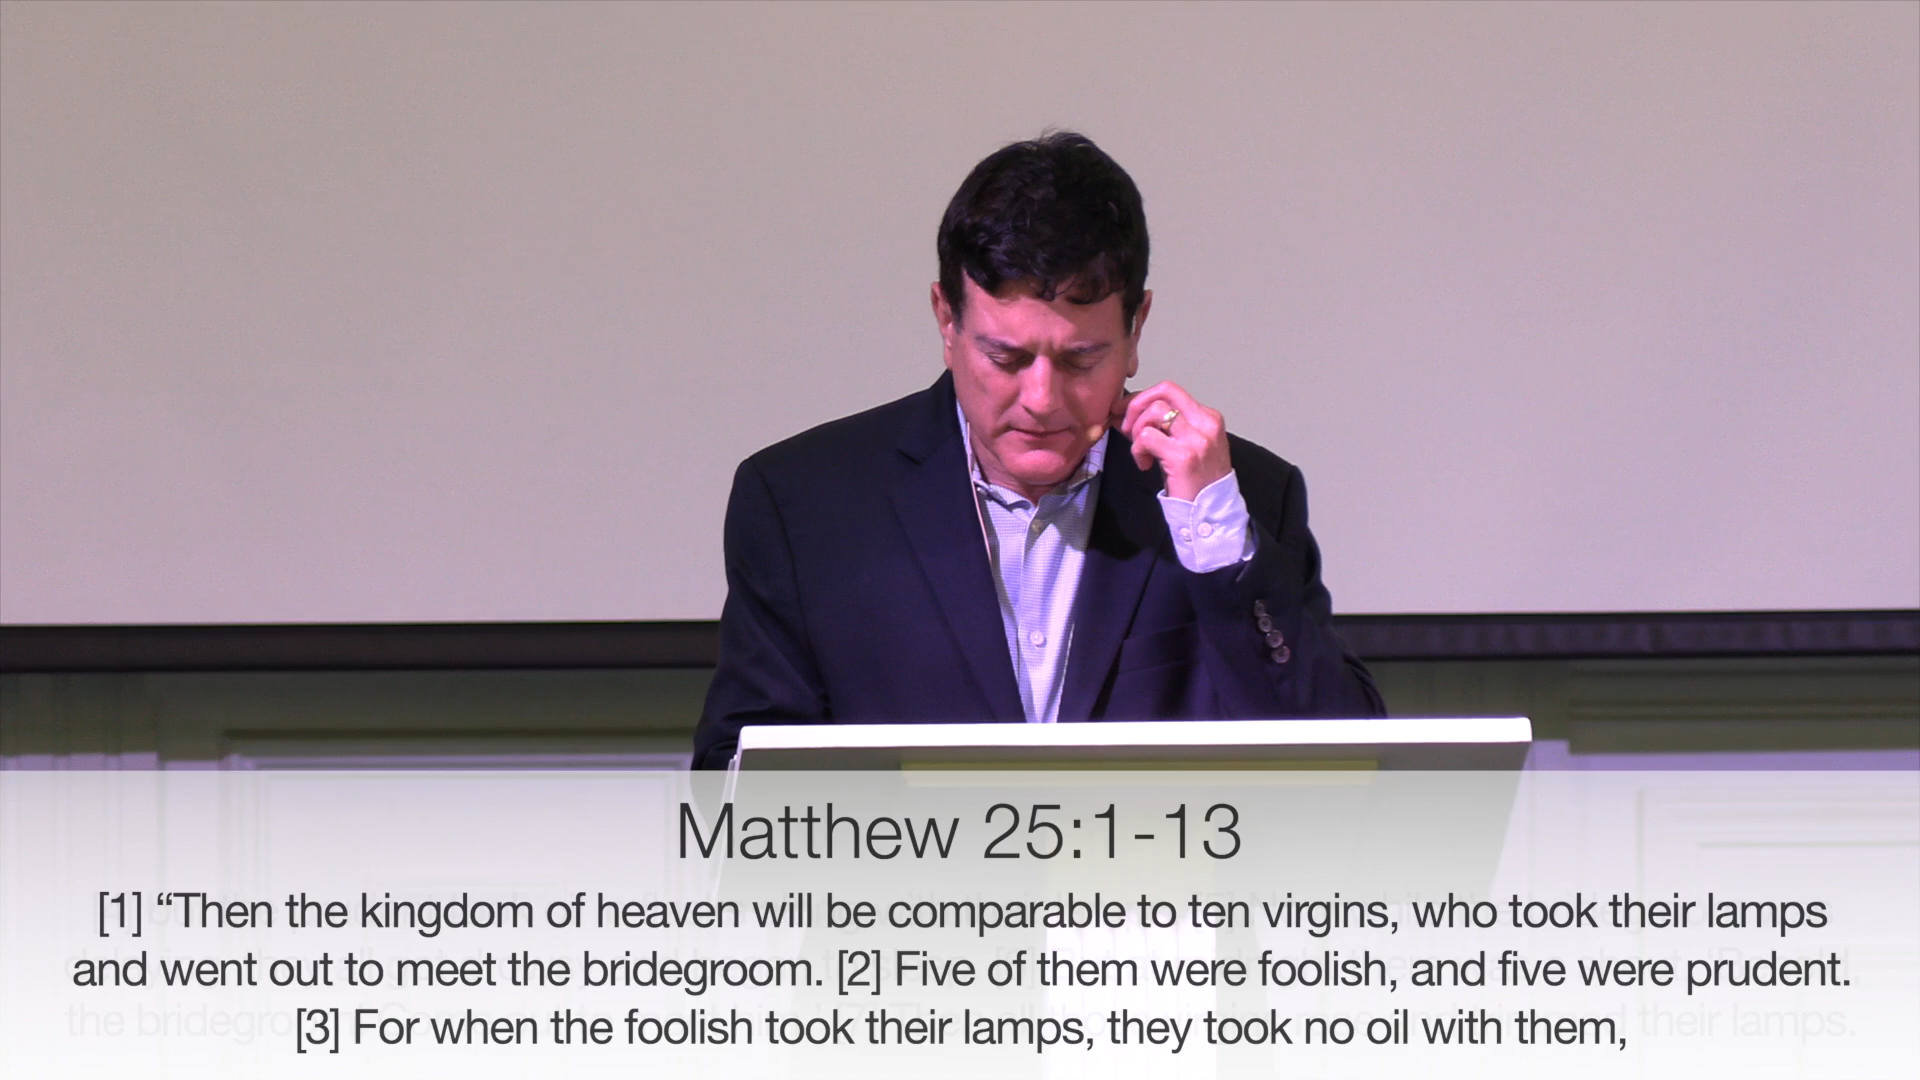 Matthew 25:1-13
[1] “Then the kingdom of heaven will be comparable to ten virgins, who took their lamps
and went out to meet the bridegroom. [2] Five of them were foolish, and five were prudent.
[3] For when the foolish took their lamps, they took no oil with them,